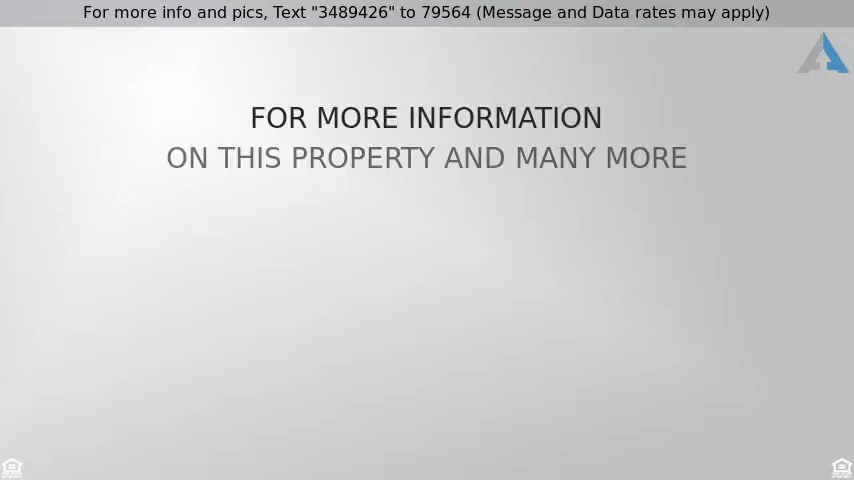 For more info and pics, Text "3489426" to 79564 (Message and Data rates may apply)
FOR MORE INFORMATION
ON THIS PROPERTY AND MANY MORE